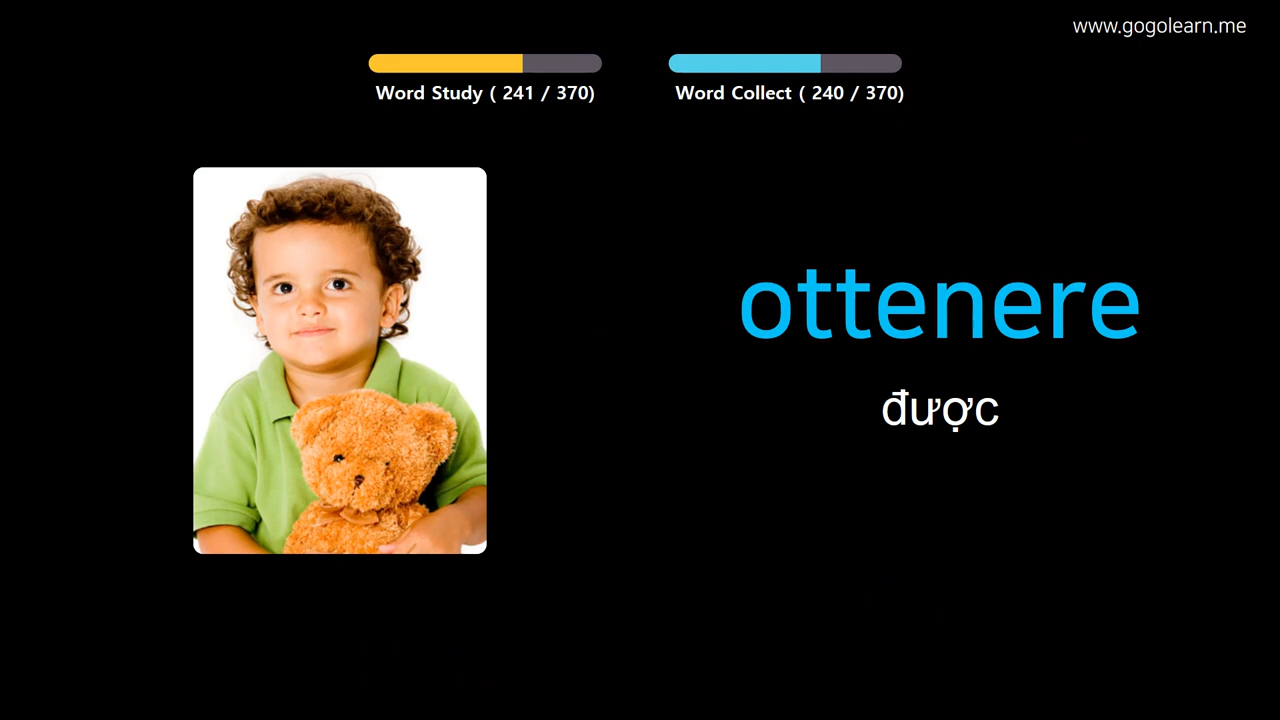 www.gogolearn.me
Word Study ( 241 / 370)
Word Collect ( 240 / 370)
ottenere
được